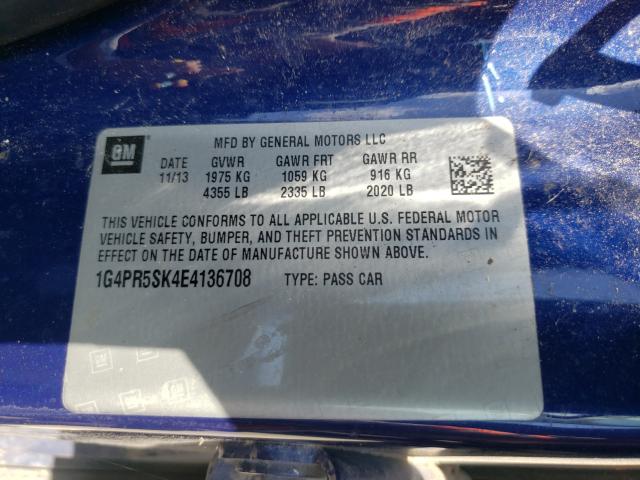 GM
MFD BY GENERAL MOTORS LLC
DATE GVWR GAWR FRT GAWR RR
11/13 1975 KG 1059 KG 916 KG
4355 LB 2335 LB 2020 LB
THIS VEHICLE CONFORMS TO ALL APPLICABLE U.S. FEDERAL MOTOR
VEHICLE SAFETY, BUMPER, AND THEFT PREVENTION STANDARDS IN
EFFECT ON THE DATE OF MANUFACTURE SHOWN ABOVE.
1G4PR5SK4E4136708 TYPE: PASS CAR
GM